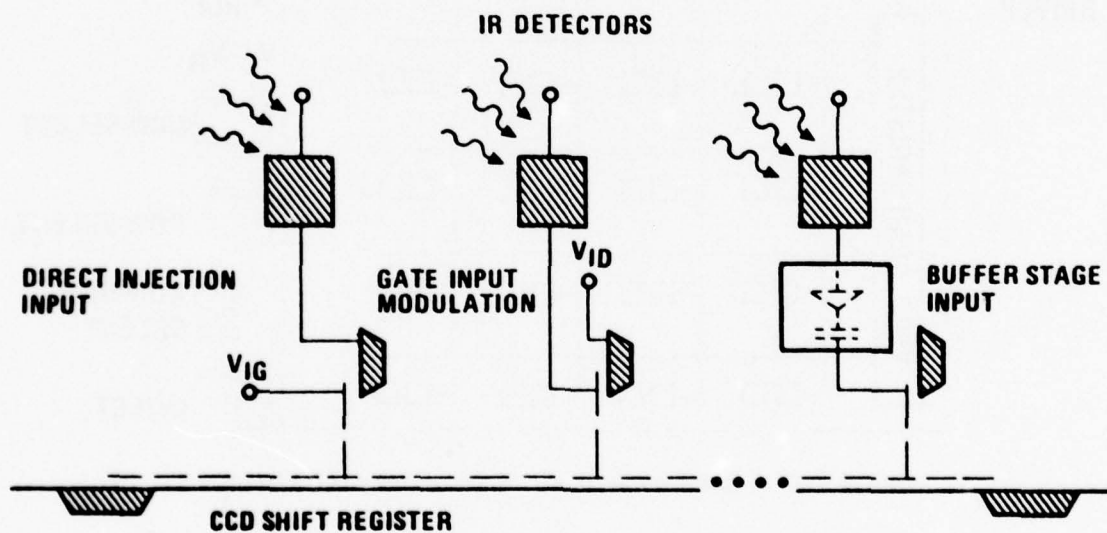 IR DETECTORS
DIRECT INJECTION
INPUT
GATE INPUT
MODULATION
V_ID
BUFFER STAGE
INPUT
V_IG
CCD SHIFT REGISTER